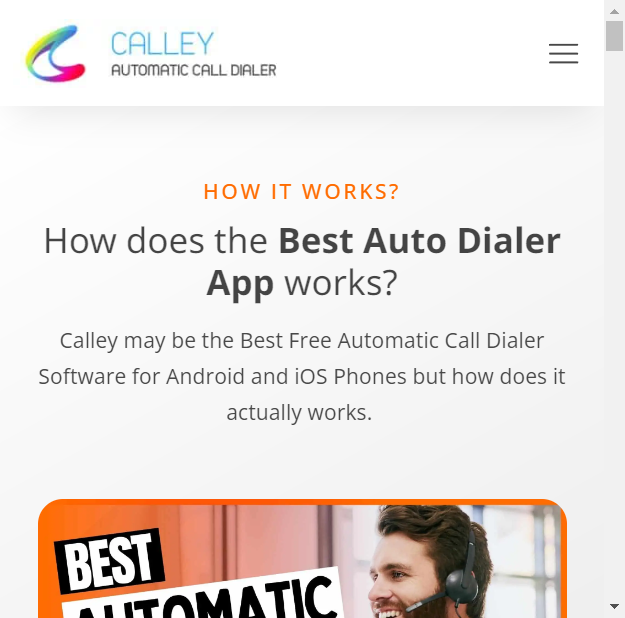 CALLEY
AUTOMATIC CALL DIALER
HOW IT WORKS?
How does the Best Auto Dialer
App works?
Calley may be the Best Free Automatic Call Dialer
Software for Android and iOS Phones but how does it
actually works.
BEST
AUTOMATIC